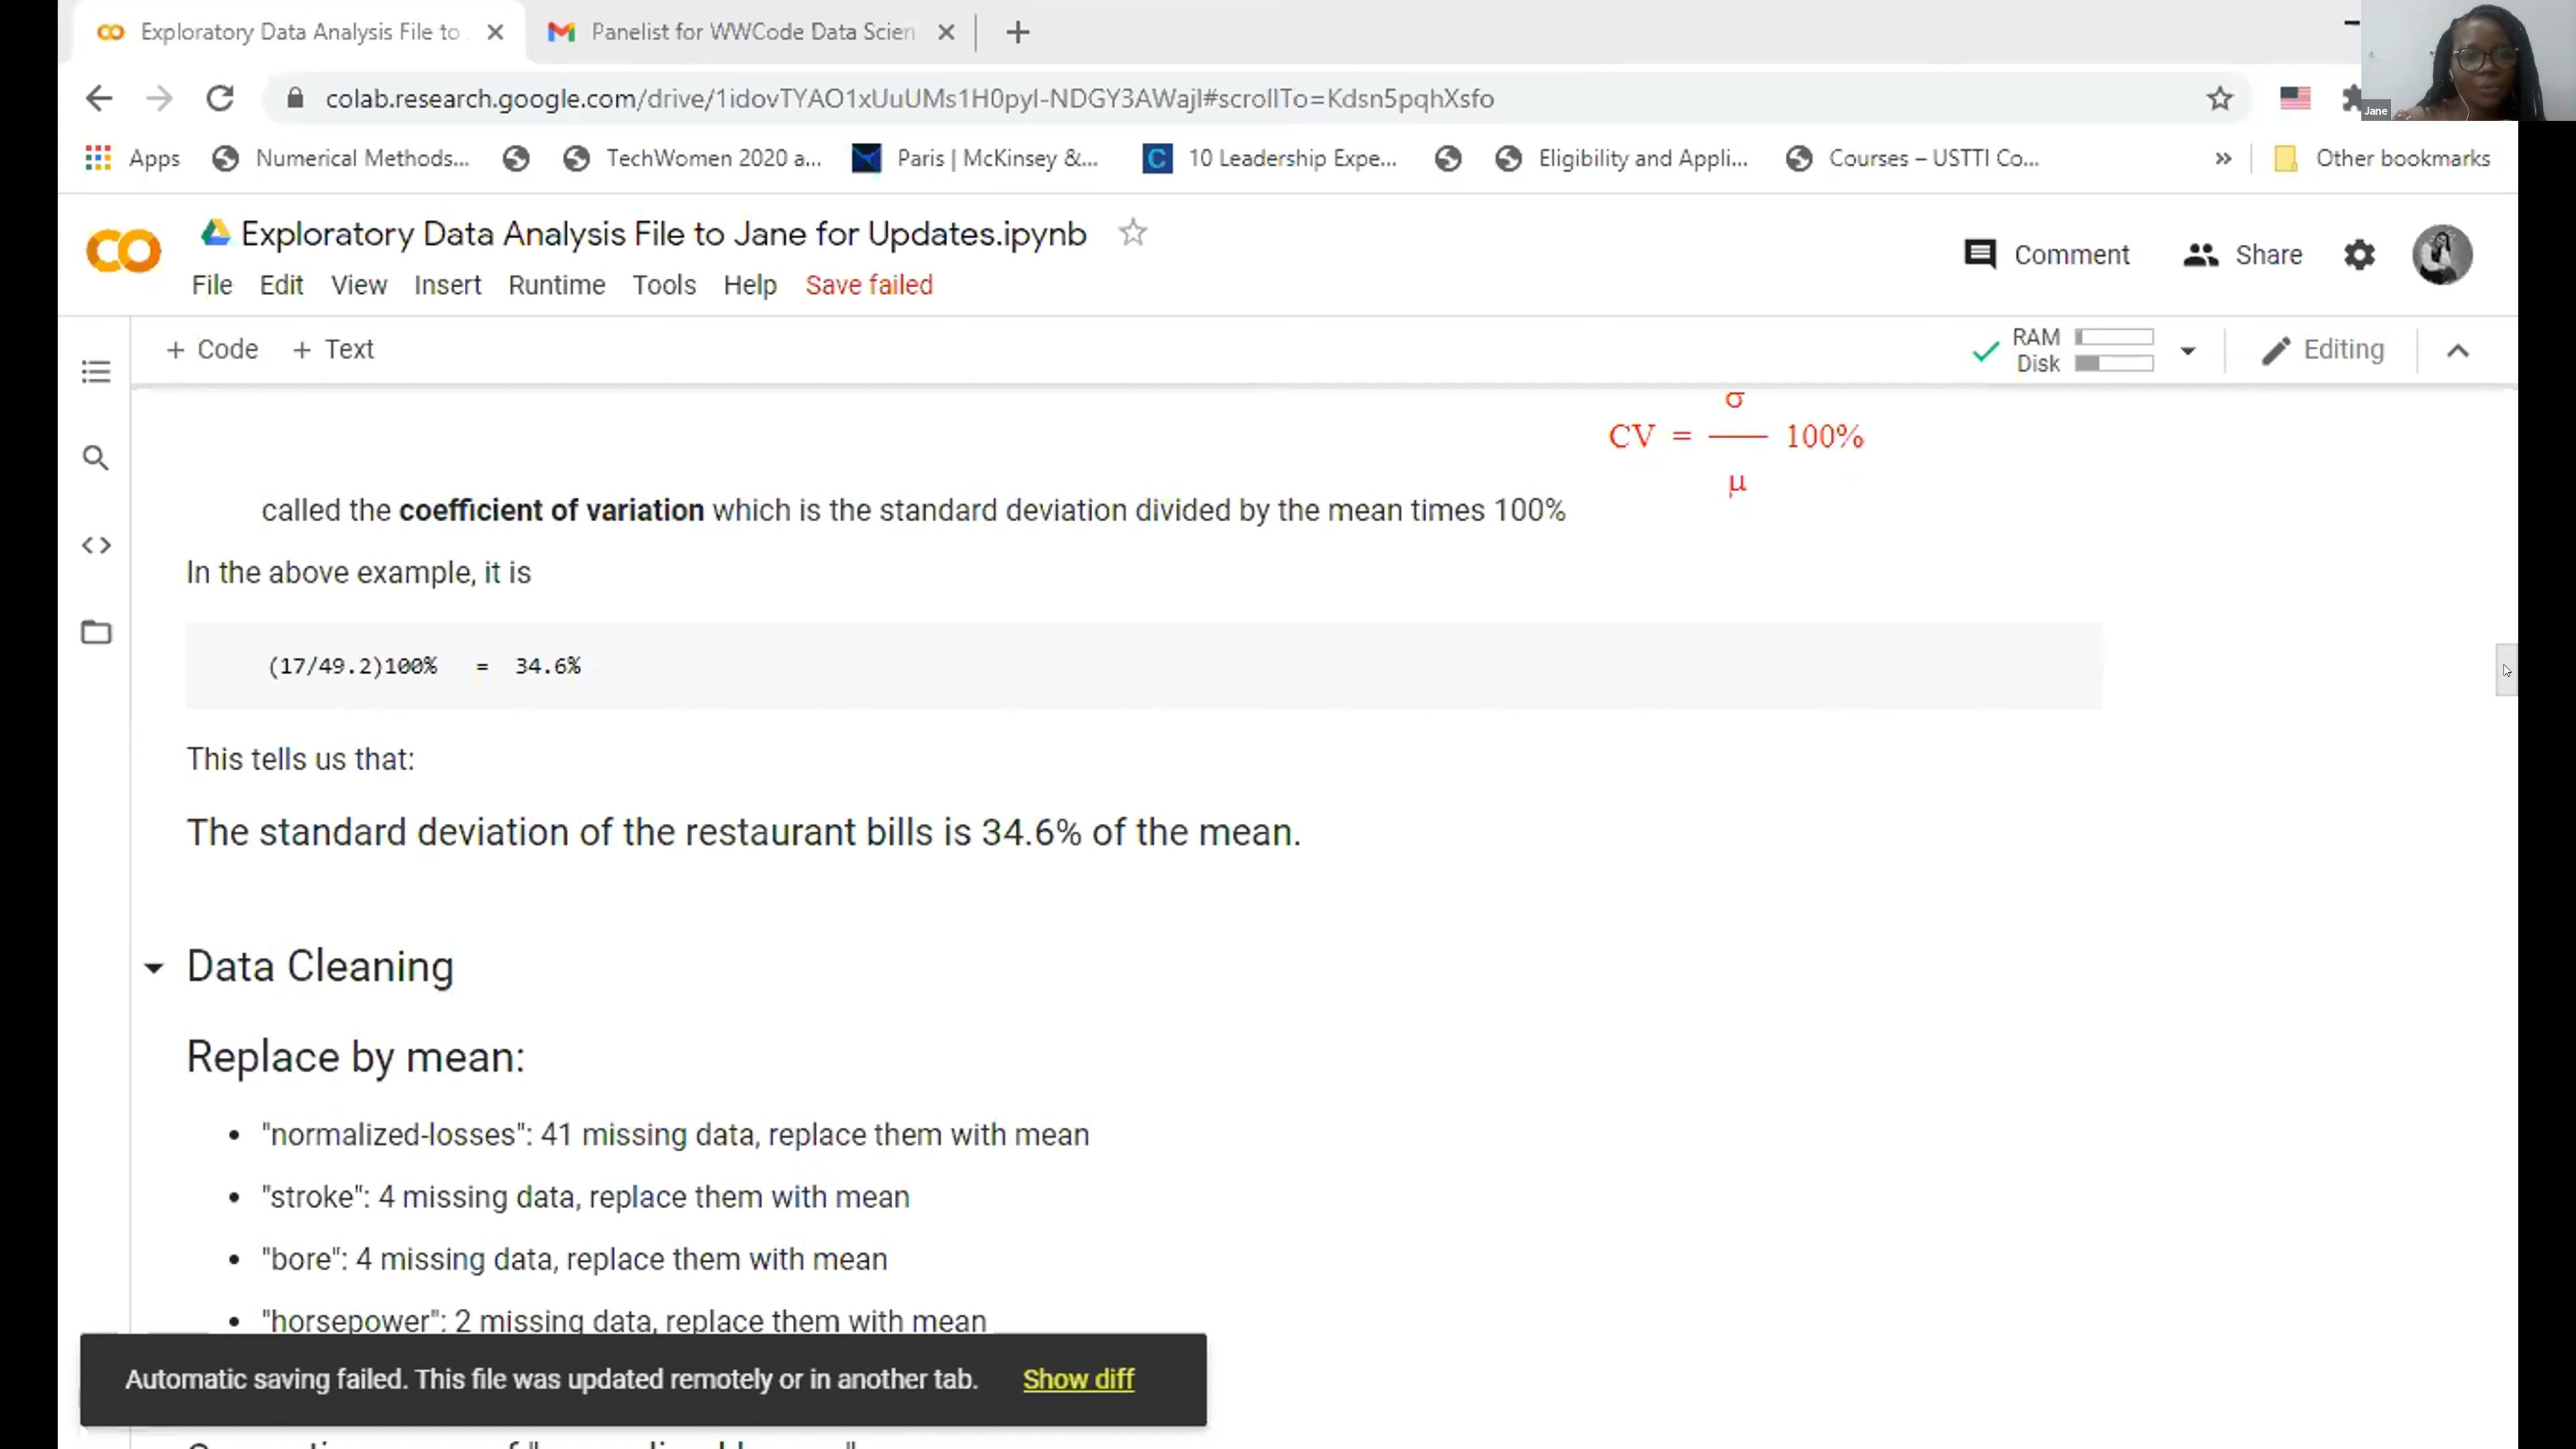 Exploratory Data Analysis File to
Panelist for WWCode Data Scien
colab.research.google.com/drive/1idovTYAO1xUuUMs1H0pyI-NDGY3AWajI#scrollTo=Kdsn5pqhXsfo
Jane
Apps
Numerical Methods...
TechWomen 2020 a...
Paris | McKinsey &...
10 Leadership Expe...
Eligibility and Appli...
Courses – USTTI Co...
Other bookmarks
Exploratory Data Analysis File to Jane for Updates.ipynb
Comment
Share
File Edit View Insert Runtime Tools Help Save failed
+ Code + Text
RAM
Disk
Editing
σ
CV = —— 100%
μ
called the coefficient of variation which is the standard deviation divided by the mean times 100%
In the above example, it is
(17/49.2)100% = 34.6%
This tells us that:
The standard deviation of the restaurant bills is 34.6% of the mean.
Data Cleaning
Replace by mean:
• "normalized-losses": 41 missing data, replace them with mean
• "stroke": 4 missing data, replace them with mean
• "bore": 4 missing data, replace them with mean
• "horsepower": 2 missing data, replace them with mean
Automatic saving failed. This file was updated remotely or in another tab. Show diff